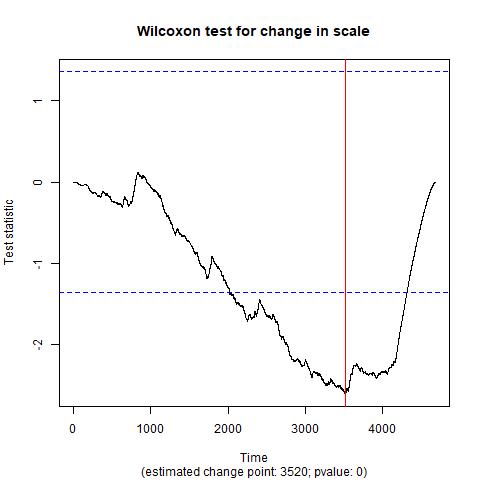 Wilcoxon test for change in scale
Test statistic
1
0
-1
-2
0 1000 2000 3000 4000
Time
(estimated change point: 3520; pvalue: 0)